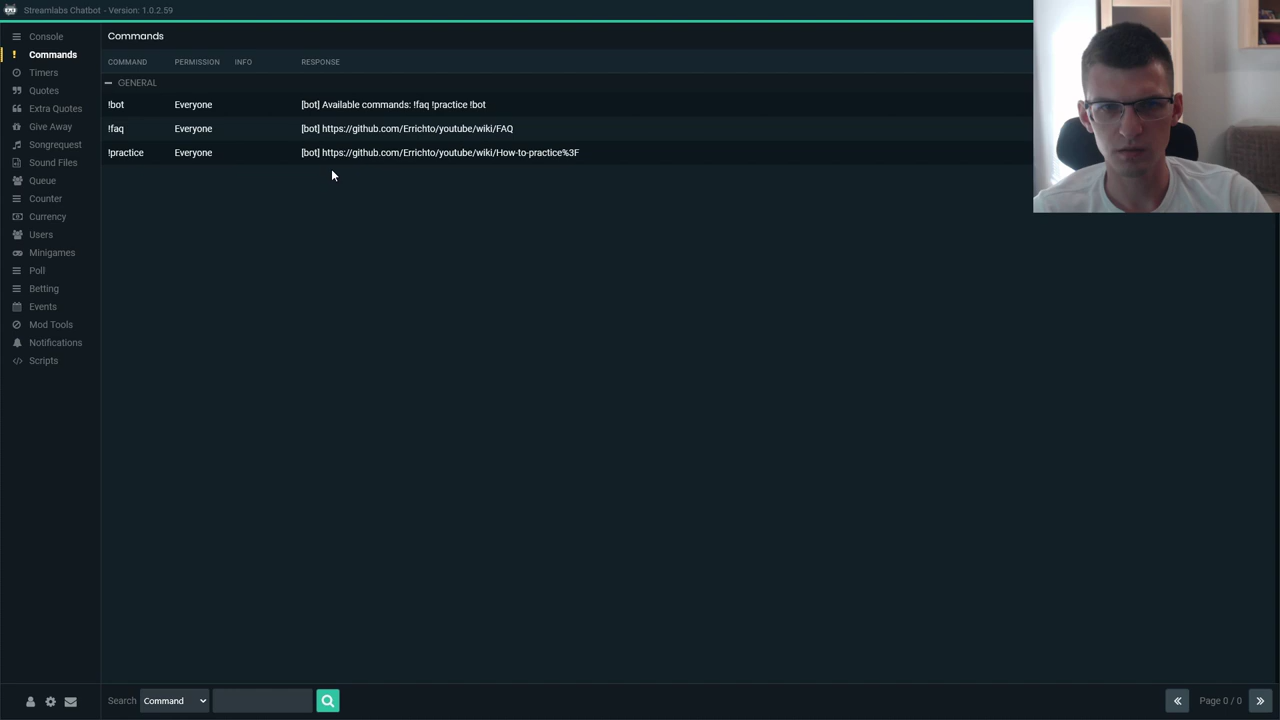 Streamlabs Chatbot - Version: 1.0.2.59
Console
Commands
Timers
Quotes
Extra Quotes
Give Away
Songrequest
Sound Files
Queue
Counter
Currency
Users
Minigames
Poll
Betting
Events
Mod Tools
Notifications
Scripts
Commands
COMMAND PERMISSION INFO RESPONSE
GENERAL
!bot Everyone [bot] Available commands: !faq !practice !bot
!faq Everyone [bot] https://github.com/Errichto/youtube/wiki/FAQ
!practice Everyone [bot] https://github.com/Errichto/youtube/wiki/How-to-practice%3F
Search Command Page 0 / 0